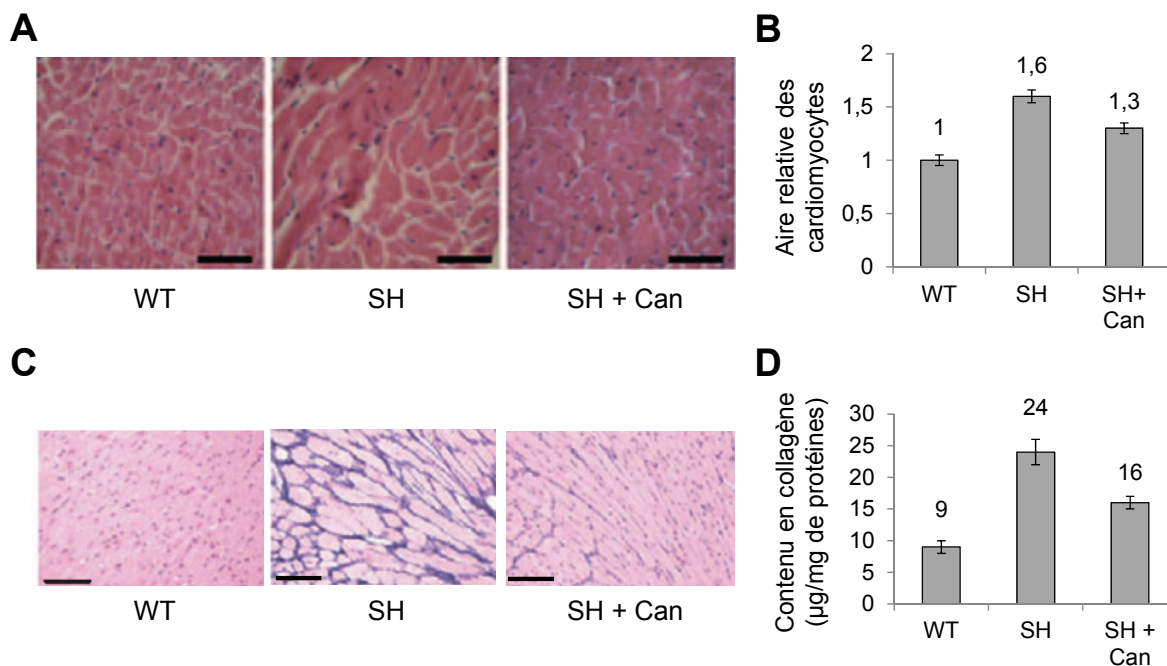 A
WT
SH
SH + Can
B
Aire relative des
cardiomyocytes
2
1,5
1
0,5
0
1
1,6
1,3
WT
SH
SH+
Can
C
WT
SH
SH + Can
D
Contenu en collagène
(µg/mg de protéines)
30
25
20
15
10
5
0
9
24
16
WT
SH
SH +
Can